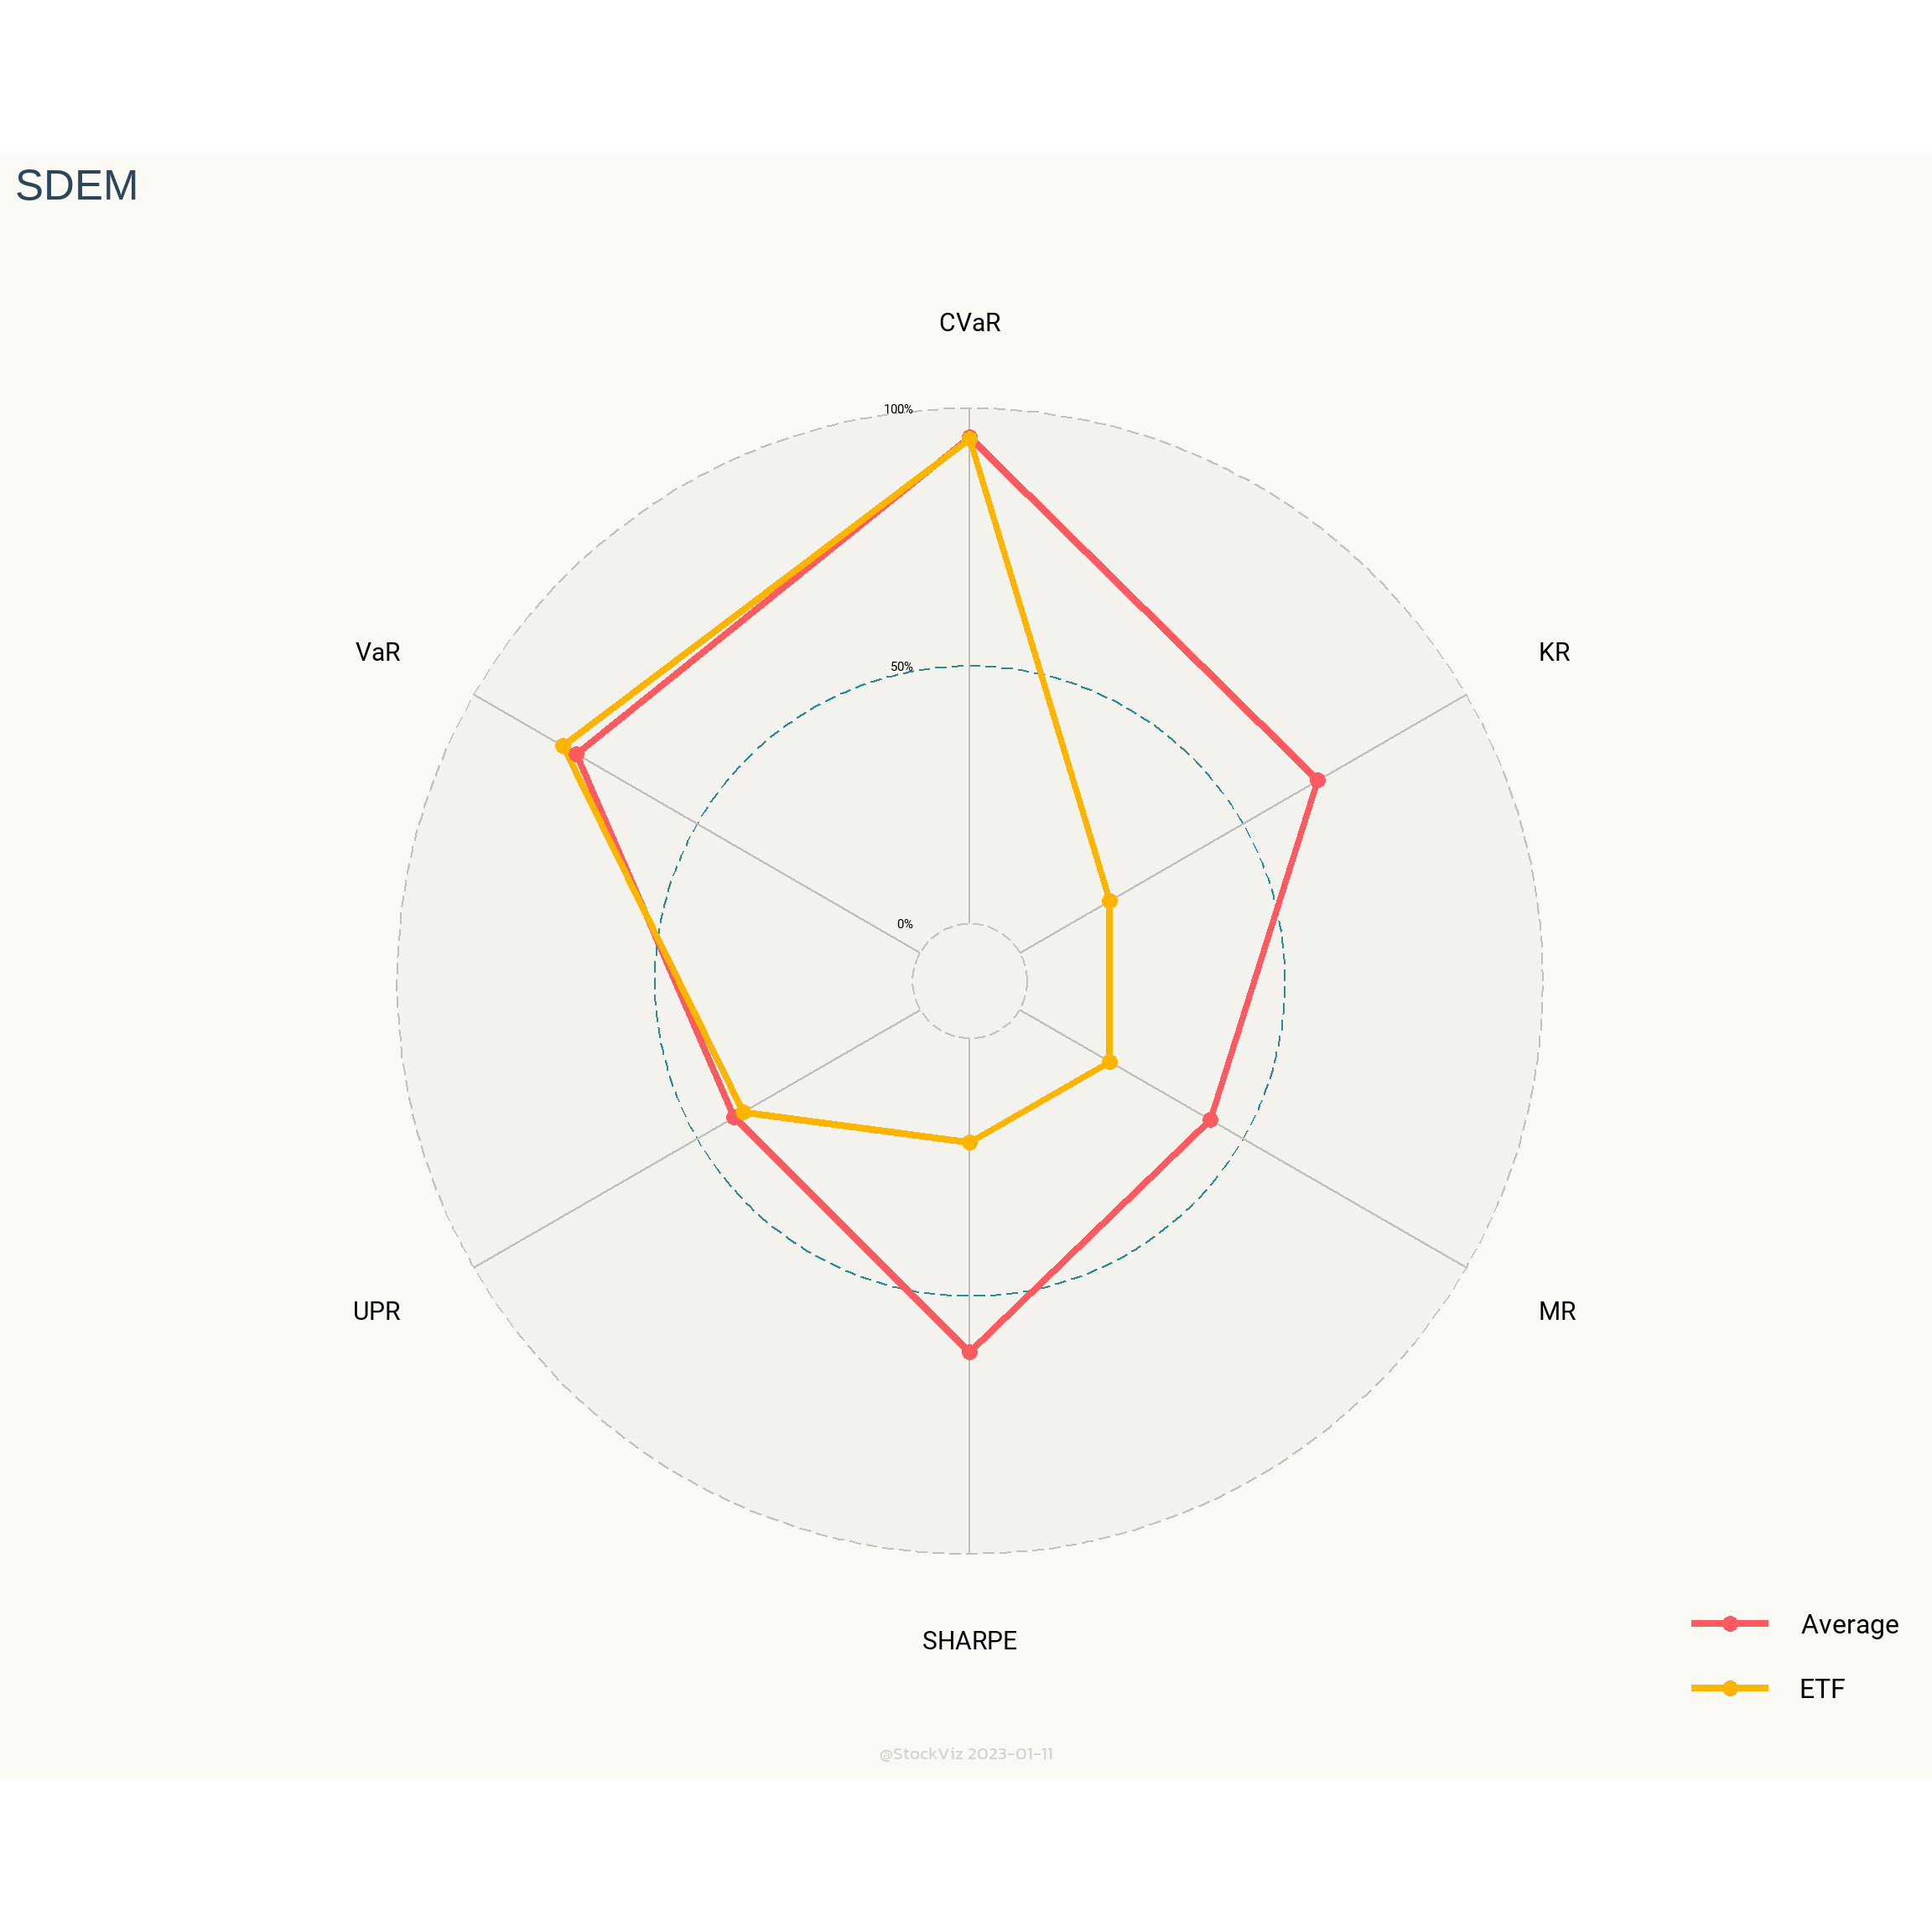 SDEM
CVaR
100%
VaR
KR
50%
0%
UPR
MR
SHARPE
Average
ETF
@StockViz 2023-01-11